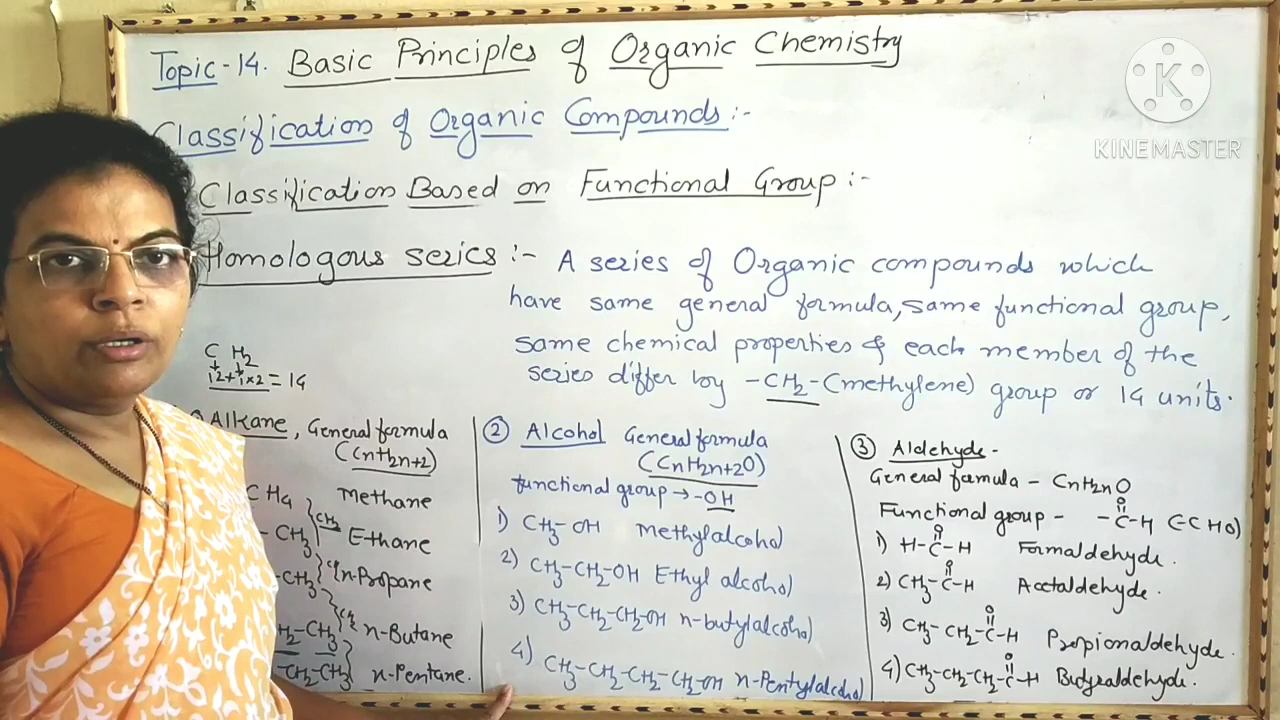 Topic-14. Basic Principles of Organic Chemistry
K
KINEMASTER
Classification of Organic Compounds:-
Classification Based on Functional Group:-
Homologous series:- A series of Organic compounds which
have same general formula, same functional group,
same chemical properties & each member of the
series differ by -CH2-(methylene) group or 14 units.
C H2
12+1×2=14
Alkane, General formula
(CnH2n+2)
CH4 Methane
CH2
-CH3 Ethane
-CH3 n-Propane
CH2-CH3 n-Butane
-CH2-CH3 n-Pentane.
② Alcohol General formula
(CnH2n+2O)
functional group→-OH
1) CH3-OH Methylalcohol
2) CH3-CH2-OH Ethyl alcohol
3) CH3-CH2-CH2-OH n-butylalcohol
4) CH3-CH2-CH2-CH2-OH n-Pentylalcohol
③ Aldehyde-
General formula - CnH2nO
Functional group - -C-H (-CHO)
O
1) H-C-H Formaldehyde.
O
2) CH3-C-H Acetaldehyde.
O
3) CH3-CH2-C-H Propionaldehyde.
O
4) CH3-CH2-CH2-C-H Butyraldehyde.
O